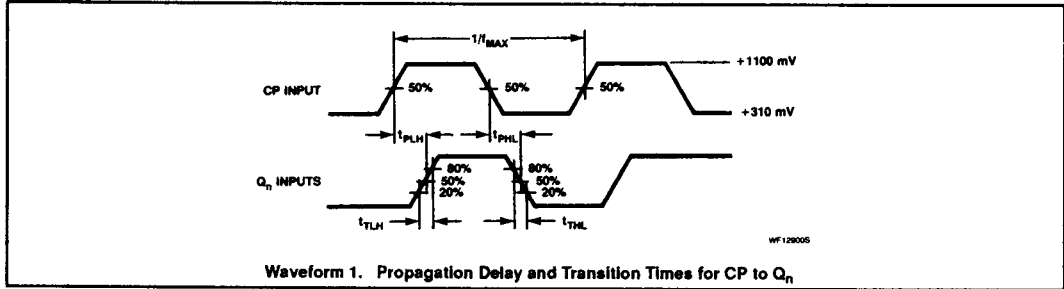 1/fMAX
+1100 mV
CP INPUT
50%
50%
50%
+310 mV
tPLH
tPHL
80%
50%
20%
80%
50%
20%
Qn INPUTS
tTLH
tTHL
WF12900S
Waveform 1. Propagation Delay and Transition Times for CP to Qn